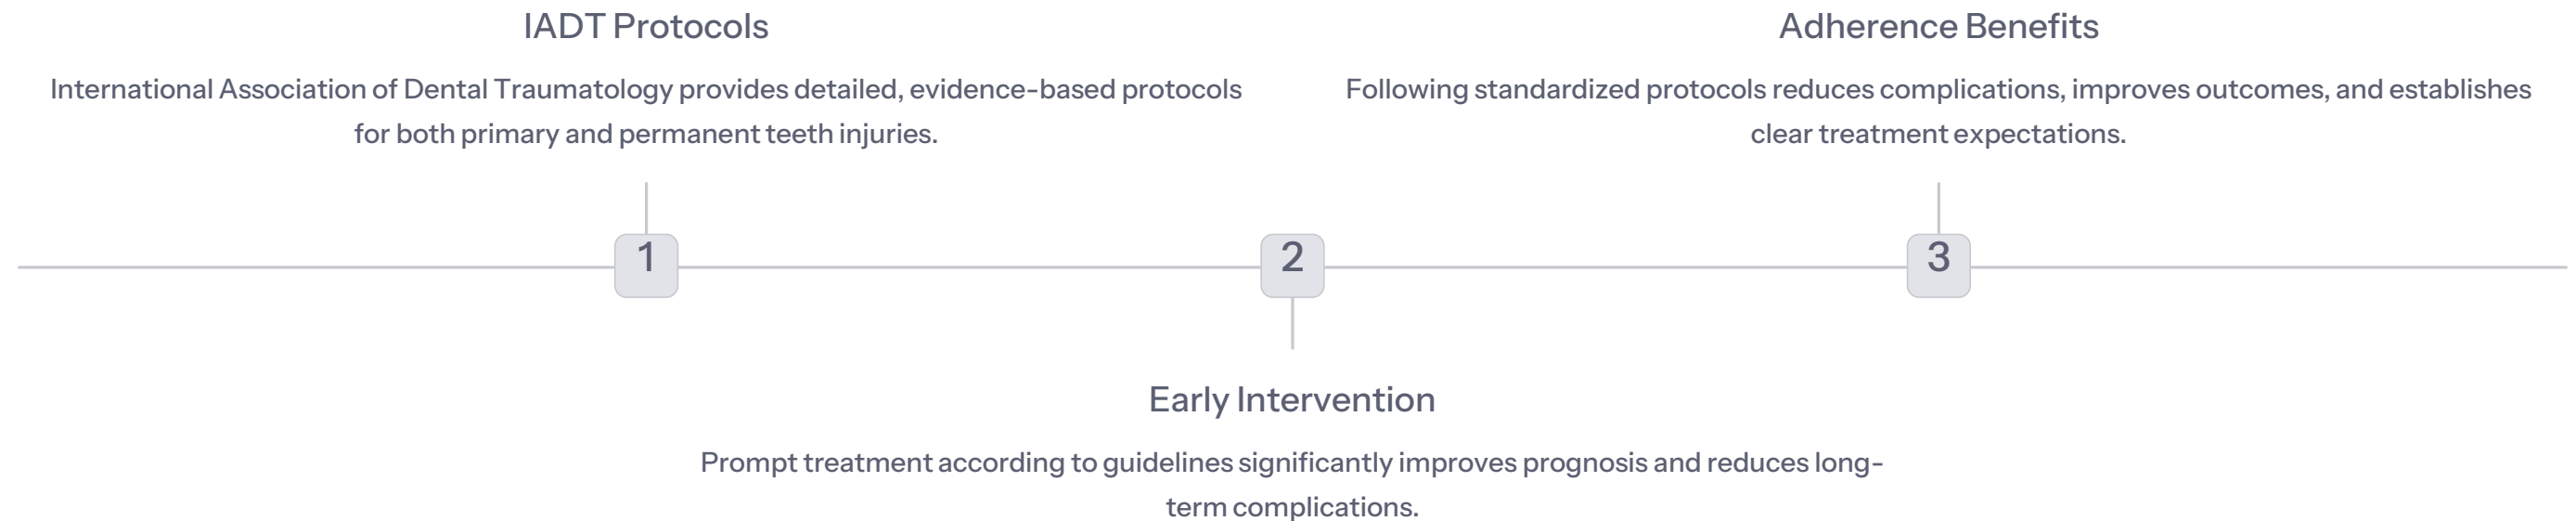 IADT Protocols
International Association of Dental Traumatology provides detailed, evidence-based protocols
for both primary and permanent teeth injuries.
Adherence Benefits
Following standardized protocols reduces complications, improves outcomes, and establishes
clear treatment expectations.
1
2
3
Early Intervention
Prompt treatment according to guidelines significantly improves prognosis and reduces long-
term complications.